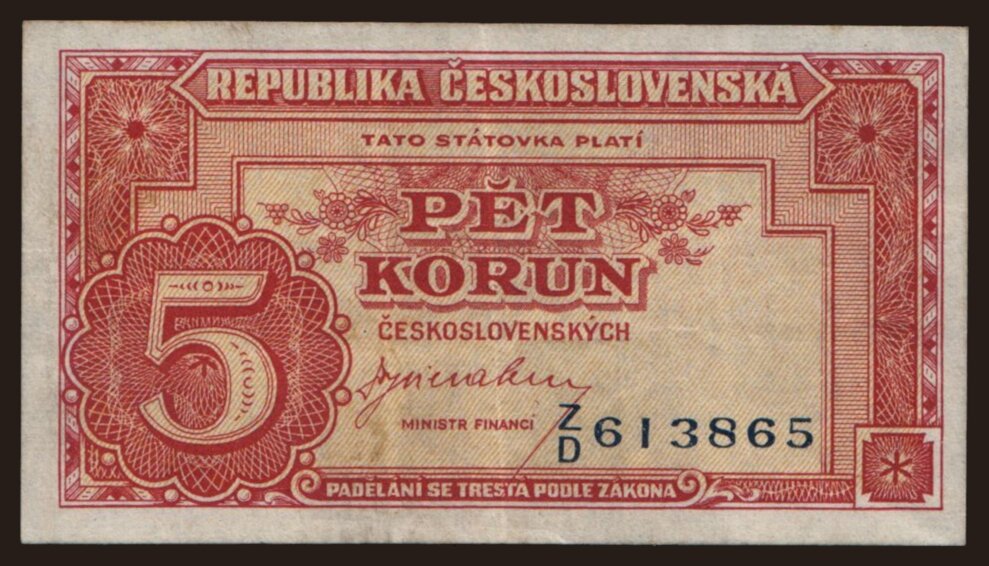 REPUBLIKA ČESKOSLOVENSKÁ
TATO STÁTOVKA PLATÍ
PĚT
KORUN
ČESKOSLOVENSKÝCH
5
MINISTR FINANCÍ
Z/D 613865
PADĚLÁNÍ SE TRESTÁ PODLE ZÁKONA